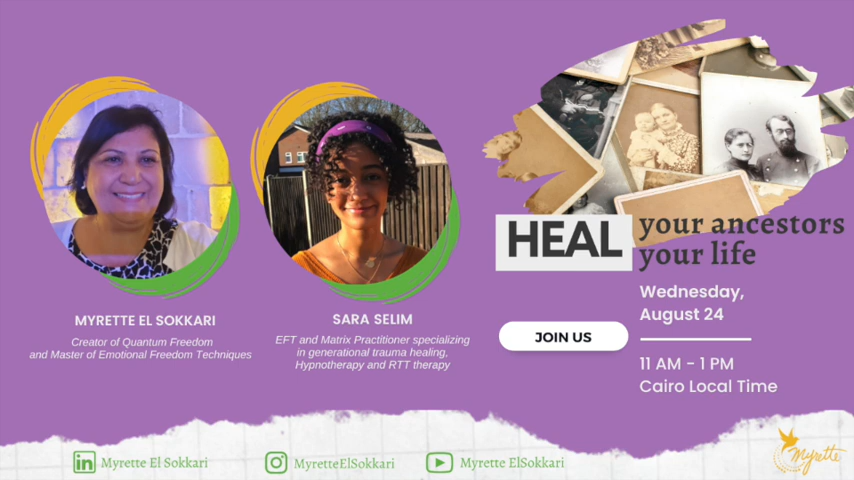 HEAL your ancestors
your life
Wednesday,
August 24
JOIN US
11 AM - 1 PM
Cairo Local Time
MYRETTE EL SOKKARI
Creator of Quantum Freedom
and Master of Emotional Freedom Techniques
SARA SELIM
EFT and Matrix Practitioner specializing
in generational trauma healing,
Hypnotherapy and RTT therapy
in Myrette El Sokkari
MyretteElSokkari
Myrette ElSokkari
Myrette